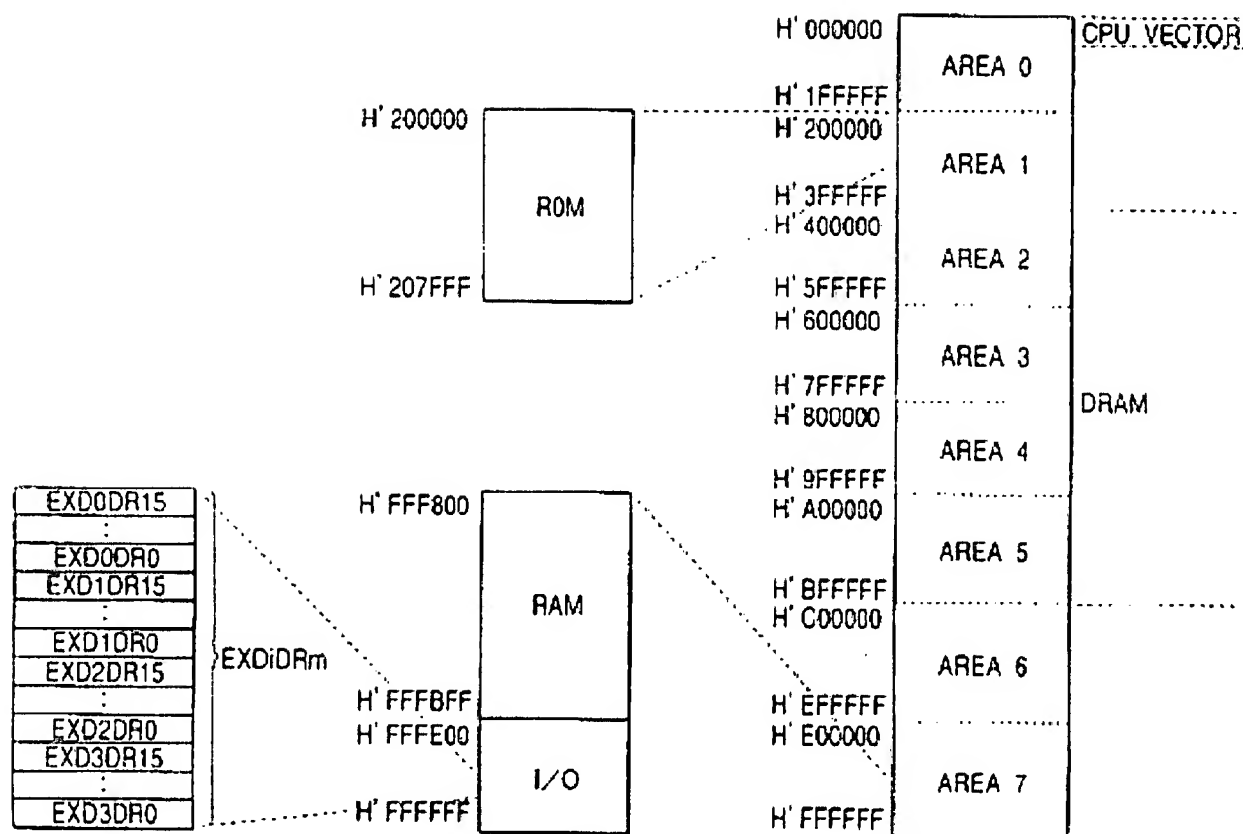 EXD0DR15
⋮
EXD0DR0
EXD1DR15
⋮
EXD1DR0
EXD2DR15
⋮
EXD2DR0
EXD3DR15
⋮
EXD3DR0
EXDiDRm
H' 200000
ROM
H' 207FFF
H' FFF800
RAM
H' FFFBFF
H' FFFE00
I/O
H' FFFFFF
H' 000000
AREA 0
H' 1FFFFF
H' 200000
AREA 1
H' 3FFFFF
H' 400000
AREA 2
H' 5FFFFF
H' 600000
AREA 3
H' 7FFFFF
H' 800000
AREA 4
H' 9FFFFF
H' A00000
AREA 5
H' BFFFFF
H' C00000
AREA 6
H' EFFFFF
H' E00000
AREA 7
H' FFFFFF
CPU VECTOR
DRAM